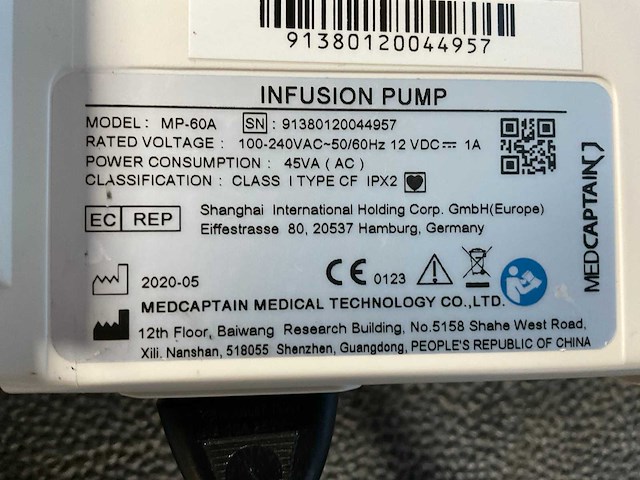 91380120044957
INFUSION PUMP
MODEL : MP-60A SN : 91380120044957
RATED VOLTAGE : 100-240VAC~50/60Hz 12 VDC⎓ 1A
POWER CONSUMPTION : 45VA ( AC )
CLASSIFICATION : CLASS I TYPE CF IPX2
EC REP
Shanghai International Holding Corp. GmbH(Europe)
Eiffestrasse 80, 20537 Hamburg, Germany
MEDCAPTAIN
2020-05
CE 0123
MEDCAPTAIN MEDICAL TECHNOLOGY CO.,LTD.
12th Floor, Baiwang Research Building, No.5158 Shahe West Road,
Xili, Nanshan, 518055 Shenzhen, Guangdong, PEOPLE'S REPUBLIC OF CHINA